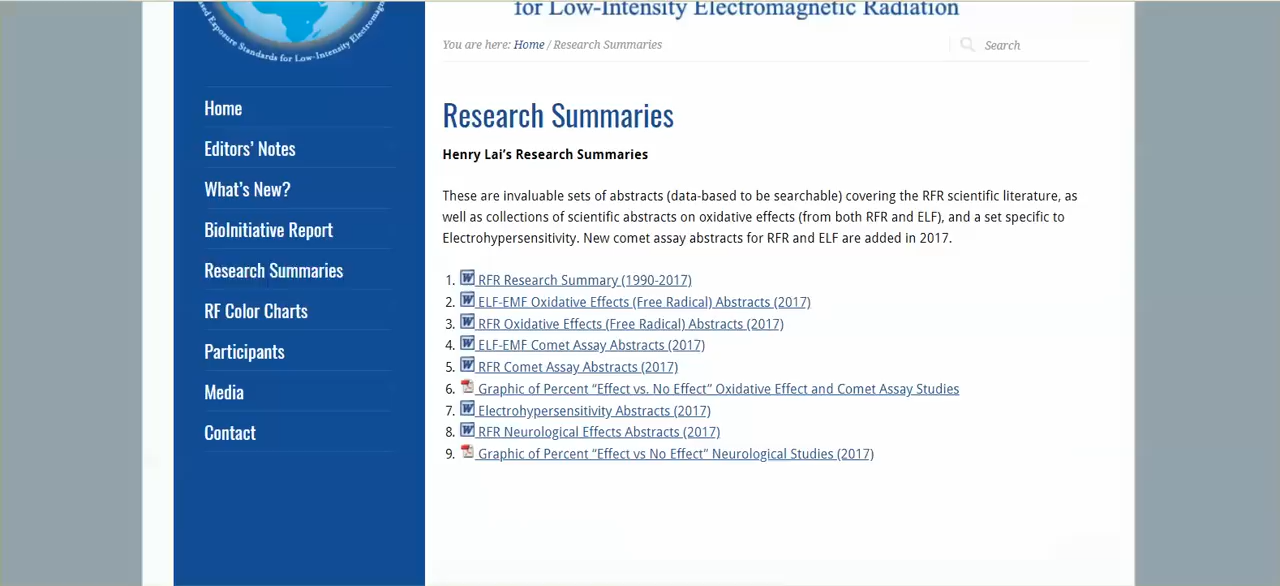 for Low-Intensity Electromagnetic Radiation
Exposure Standards for Low-Intensity
You are here: Home / Research Summaries
Search
Home
Editors’ Notes
What’s New?
BioInitiative Report
Research Summaries
RF Color Charts
Participants
Media
Contact
Research Summaries
Henry Lai’s Research Summaries
These are invaluable sets of abstracts (data-based to be searchable) covering the RFR scientific literature, as
well as collections of scientific abstracts on oxidative effects (from both RFR and ELF), and a set specific to
Electrohypersensitivity. New comet assay abstracts for RFR and ELF are added in 2017.
1. RFR Research Summary (1990-2017)
2. ELF-EMF Oxidative Effects (Free Radical) Abstracts (2017)
3. RFR Oxidative Effects (Free Radical) Abstracts (2017)
4. ELF-EMF Comet Assay Abstracts (2017)
5. RFR Comet Assay Abstracts (2017)
6. Graphic of Percent “Effect vs. No Effect” Oxidative Effect and Comet Assay Studies
7. Electrohypersensitivity Abstracts (2017)
8. RFR Neurological Effects Abstracts (2017)
9. Graphic of Percent “Effect vs No Effect” Neurological Studies (2017)